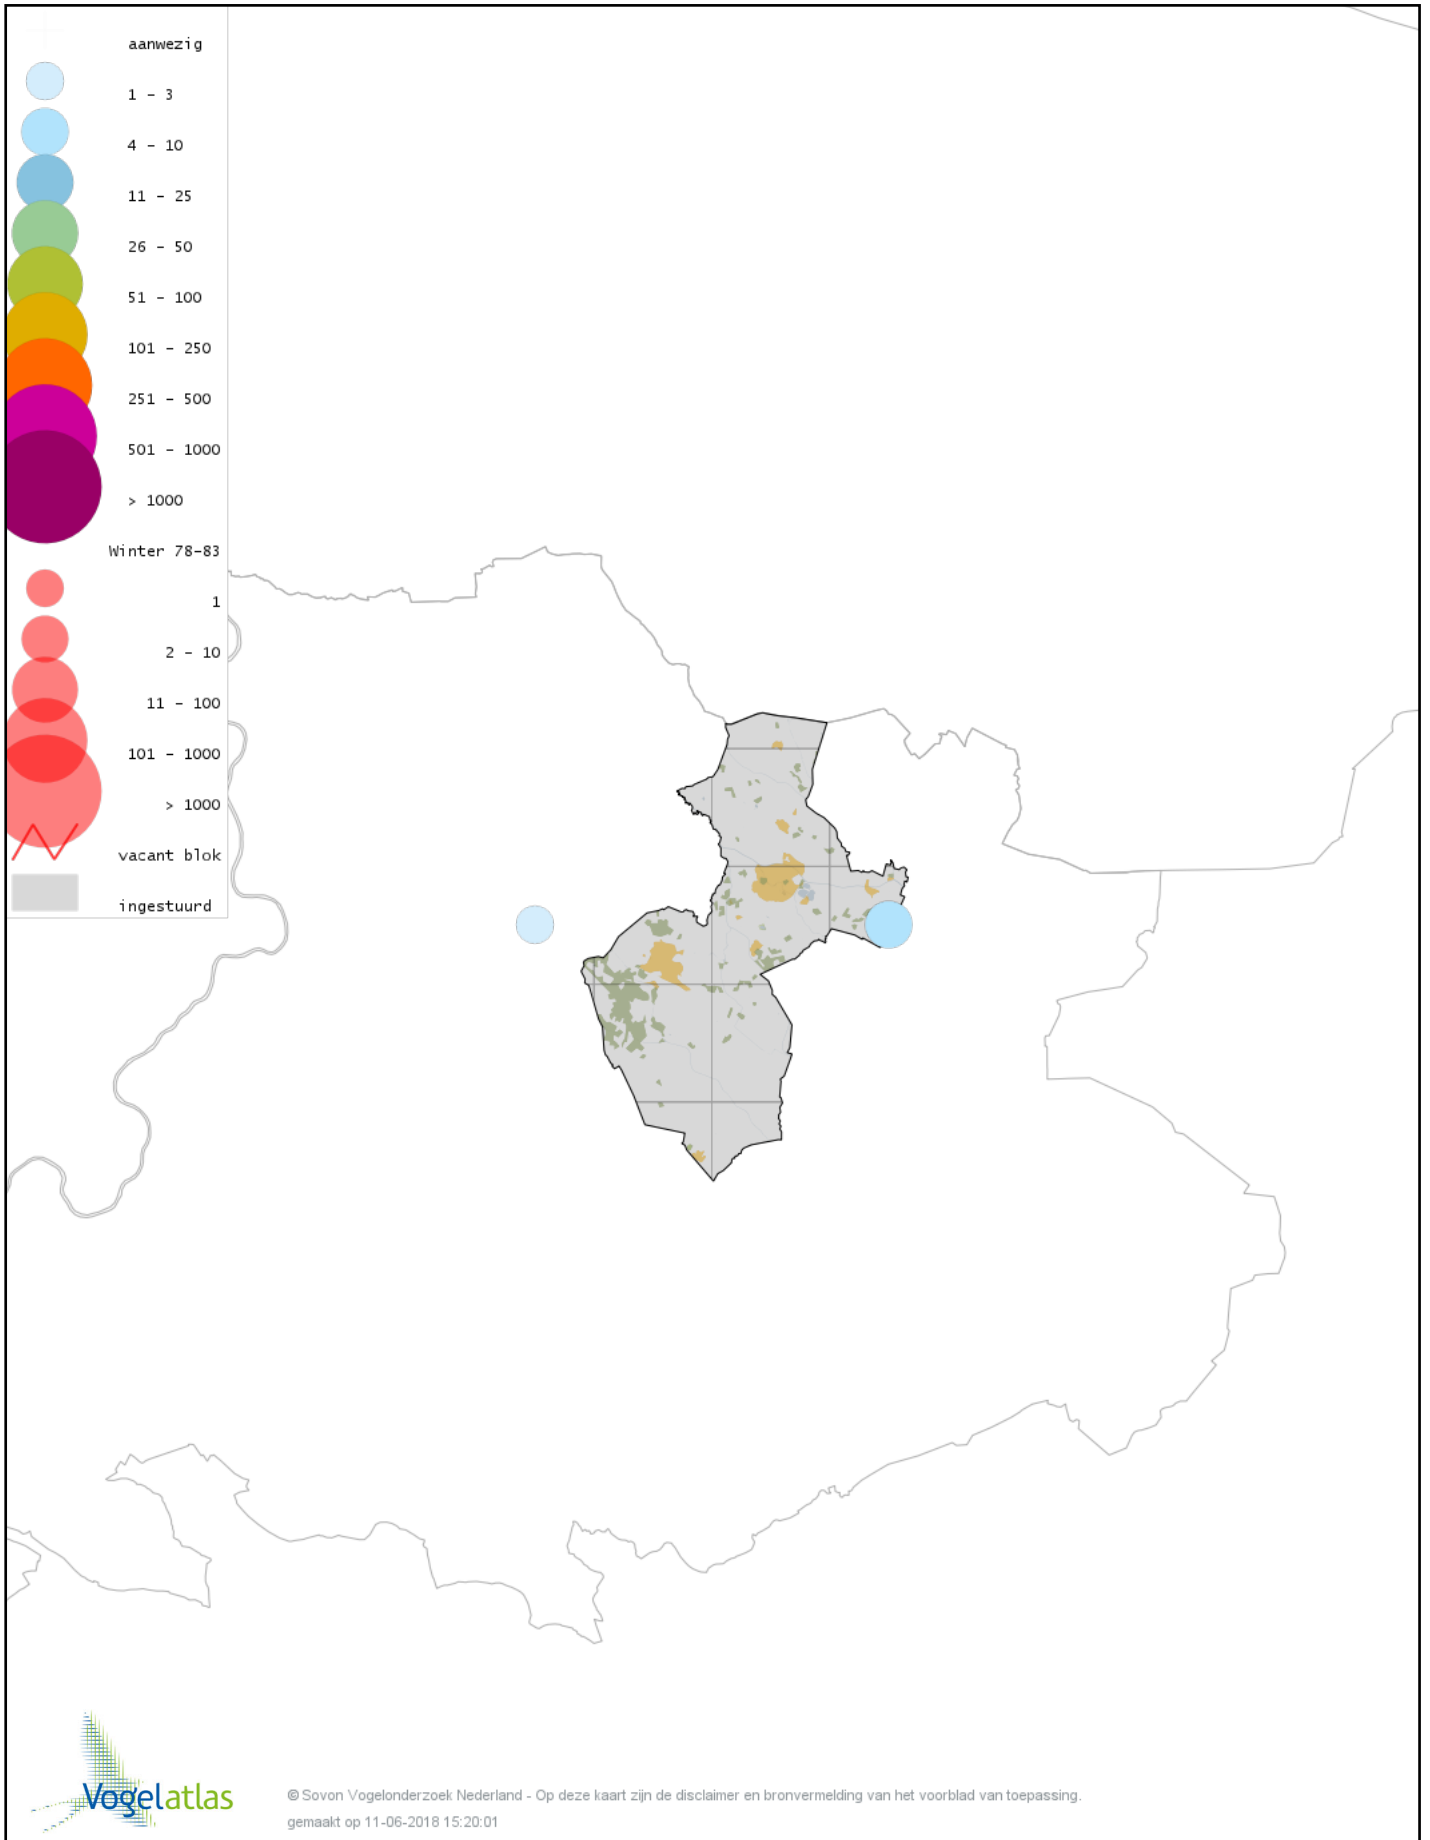 aanwezig
1 - 3
4 - 10
11 - 25
26 - 50
51 - 100
101 - 250
251 - 500
501 - 1000
> 1000
Winter 78-83
1
2 - 10
11 - 100
101 - 1000
> 1000
vacant blok
ingestuurd
Vogelatlas
© Sovon Vogelonderzoek Nederland - Op deze kaart zijn de disclaimer en bronvermelding van het voorblad van toepassing.
gemaakt op 11-06-2018 15:20:01